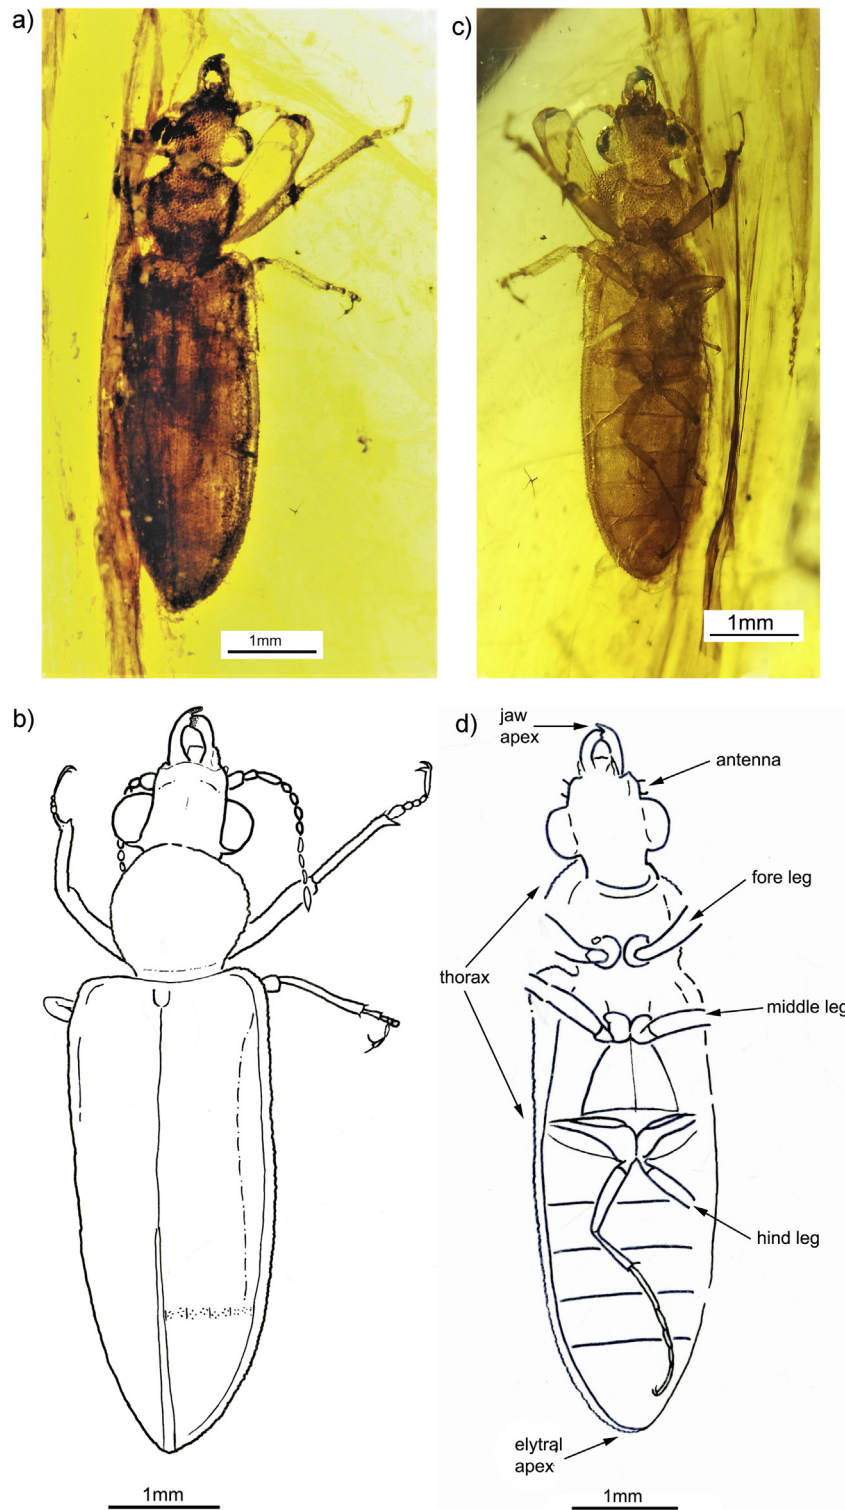 a)
c)
1mm
1mm
b)
d)
jaw
apex
antenna
fore leg
thorax
middle leg
hind leg
elytral
apex
1mm
1mm